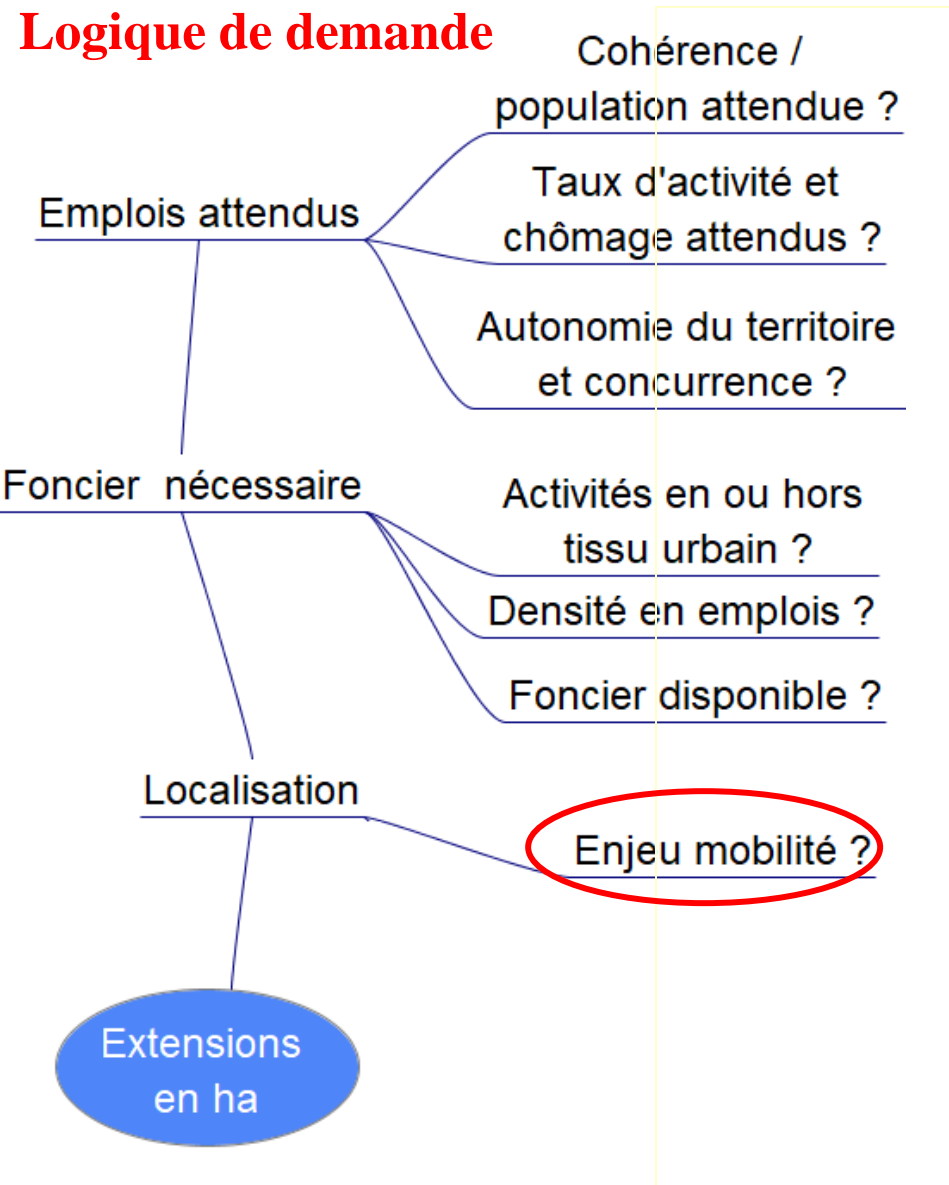 Logique de demande
Cohérence /
population attendue ?
Emplois attendus
Taux d'activité et
chômage attendus ?
Autonomie du territoire
et concurrence ?
Foncier nécessaire
Activités en ou hors
tissu urbain ?
Densité en emplois ?
Foncier disponible ?
Localisation
Enjeu mobilité ?
Extensions
en ha